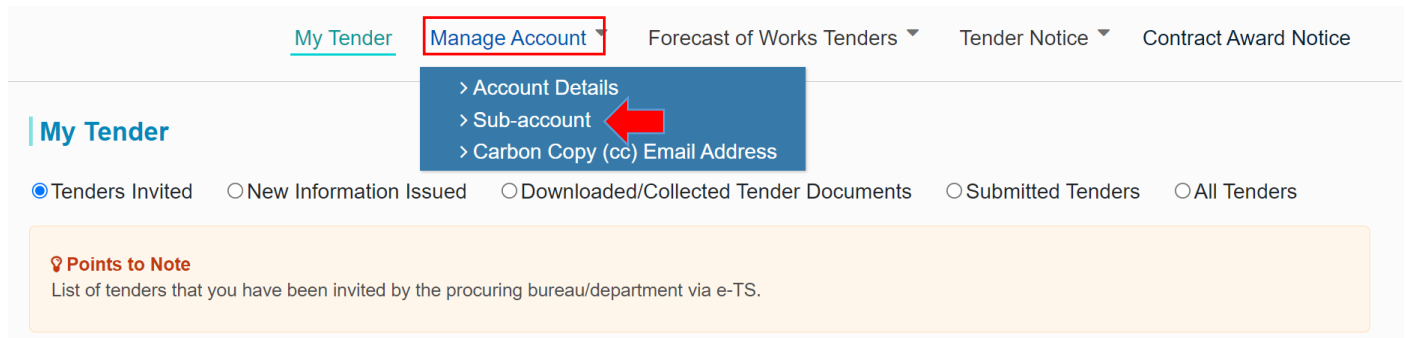 My Tender Manage Account Forecast of Works Tenders Tender Notice Contract Award Notice
> Account Details
> Sub-account
> Carbon Copy (cc) Email Address
My Tender
Tenders Invited New Information Issued Downloaded/Collected Tender Documents Submitted Tenders All Tenders
Points to Note
List of tenders that you have been invited by the procuring bureau/department via e-TS.